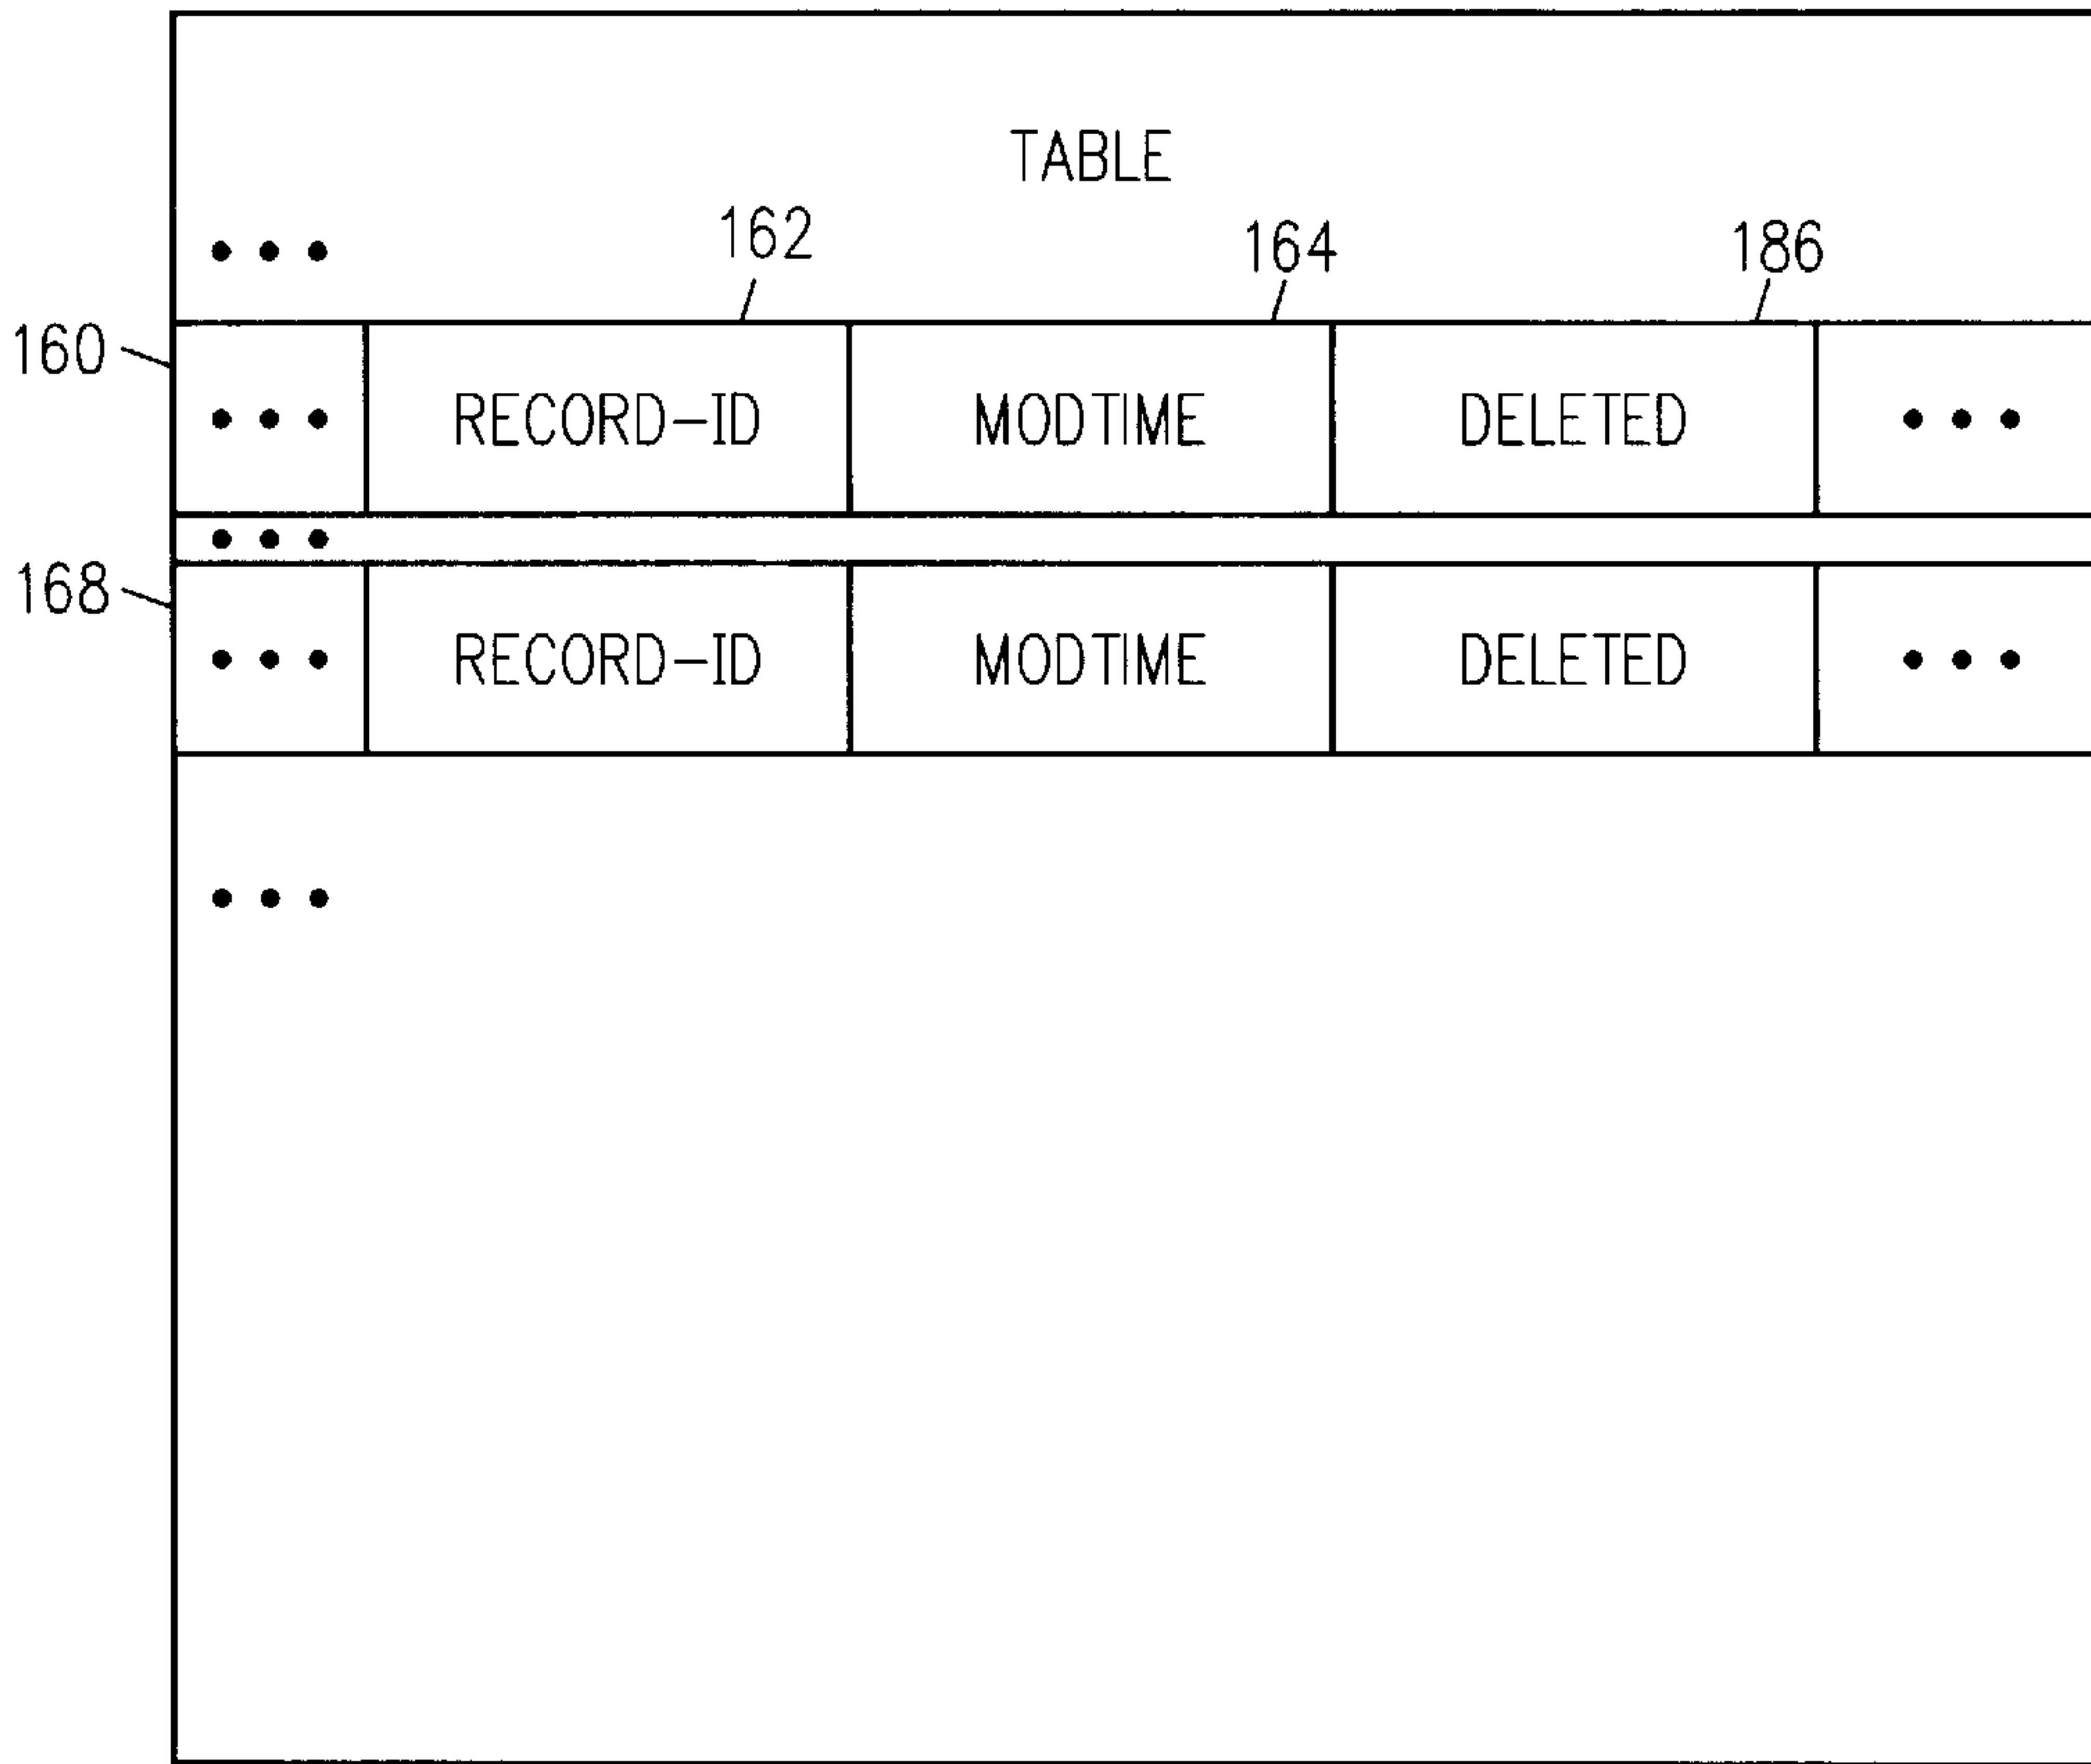 TABLE
• • • 162 164 186
160
• • • RECORD-ID MODTIME DELETED • • •
• • •
168
• • • RECORD-ID MODTIME DELETED • • •
• • •